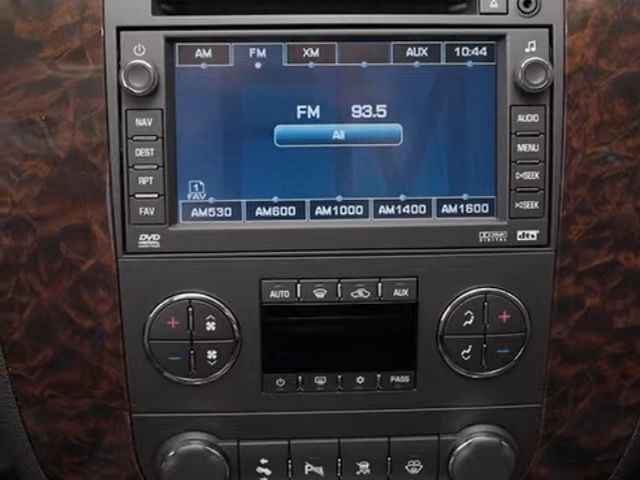 AM FM XM AUX 10:44
FM 93.5
All
1
FAV
AM530 AM600 AM1000 AM1400 AM1600
NAV
DEST
RPT
FAV
AUDIO
MENU
SEEK
SEEK
DVD
DIGITAL
dts
AUTO AUX
PASS